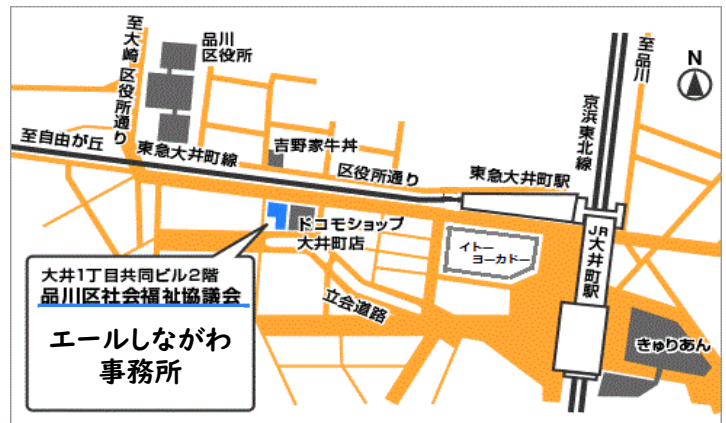 品川
区役所
至大崎
区役所通り
至自由が丘
東急大井町線
吉野家牛丼
区役所通り
東急大井町駅
京浜東北線
至品川
N
ドコモショップ
大井町店
イトー
ヨーカドー
JR大井町駅
立会道路
きゅりあん
大井1丁目共同ビル2階
品川区社会福祉協議会
エールしながわ
事務所